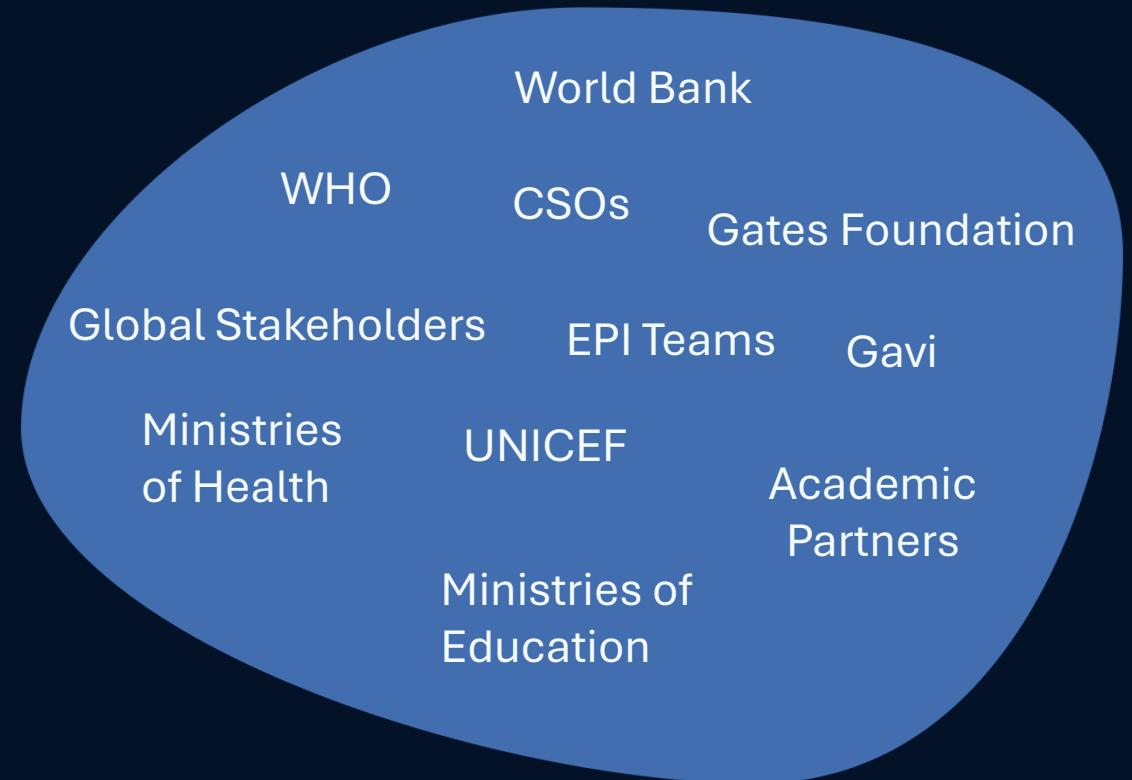 World Bank
WHO
CSOs
Gates Foundation
Global Stakeholders
EPI Teams
Gavi
Ministries
of Health
UNICEF
Academic
Partners
Ministries of
Education